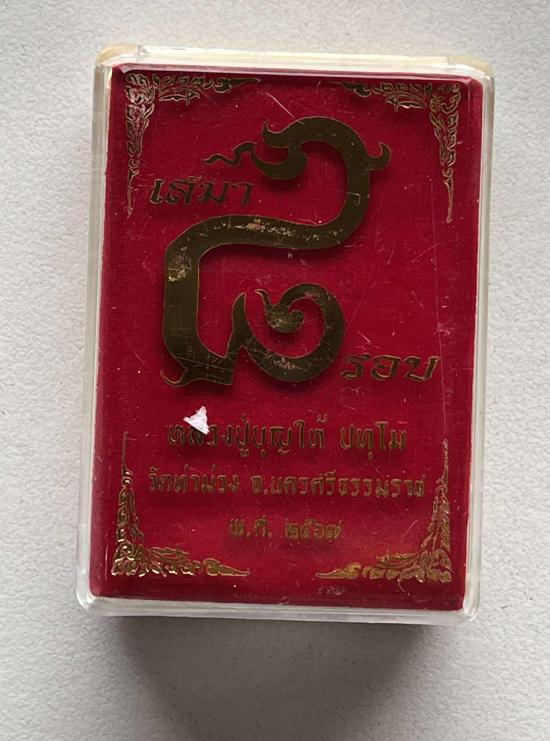 เสมา
๘
รอบ
หลวงปู่บุญให้ ปทุโม
วัดท่าม่วง จ.นครศรีธรรมราช
พ.ศ. ๒๕๖๗